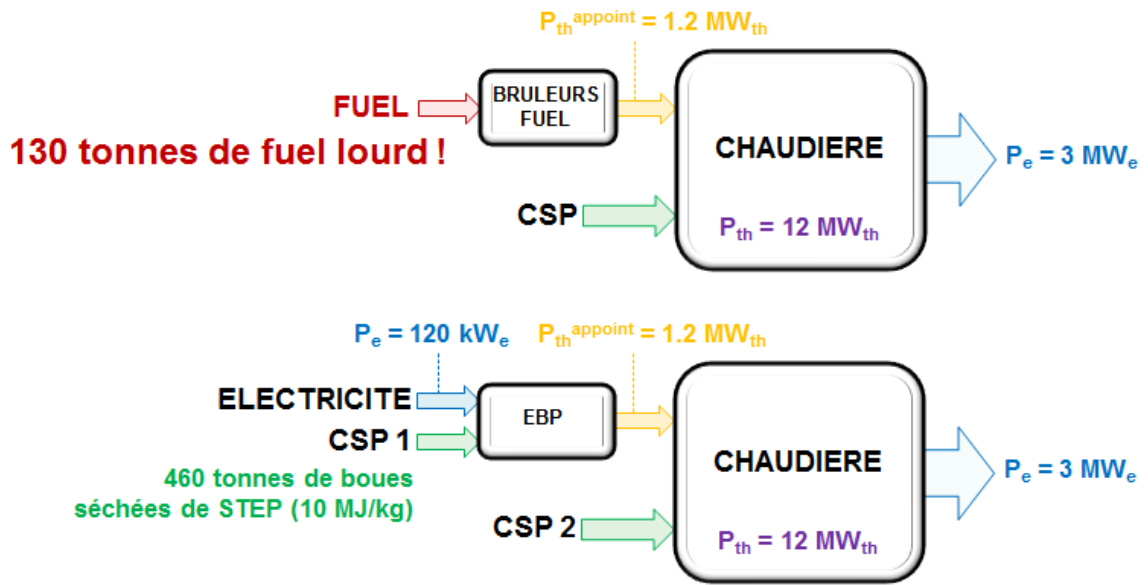 P_th^appoint = 1.2 MW_th
BRULEURS
FUEL
FUEL
130 tonnes de fuel lourd !
CHAUDIERE
P_e = 3 MW_e
CSP
P_th = 12 MW_th
P_e = 120 kW_e
P_th^appoint = 1.2 MW_th
ELECTRICITE
EBP
CSP 1
460 tonnes de boues
séchées de STEP (10 MJ/kg)
CHAUDIERE
P_e = 3 MW_e
CSP 2
P_th = 12 MW_th